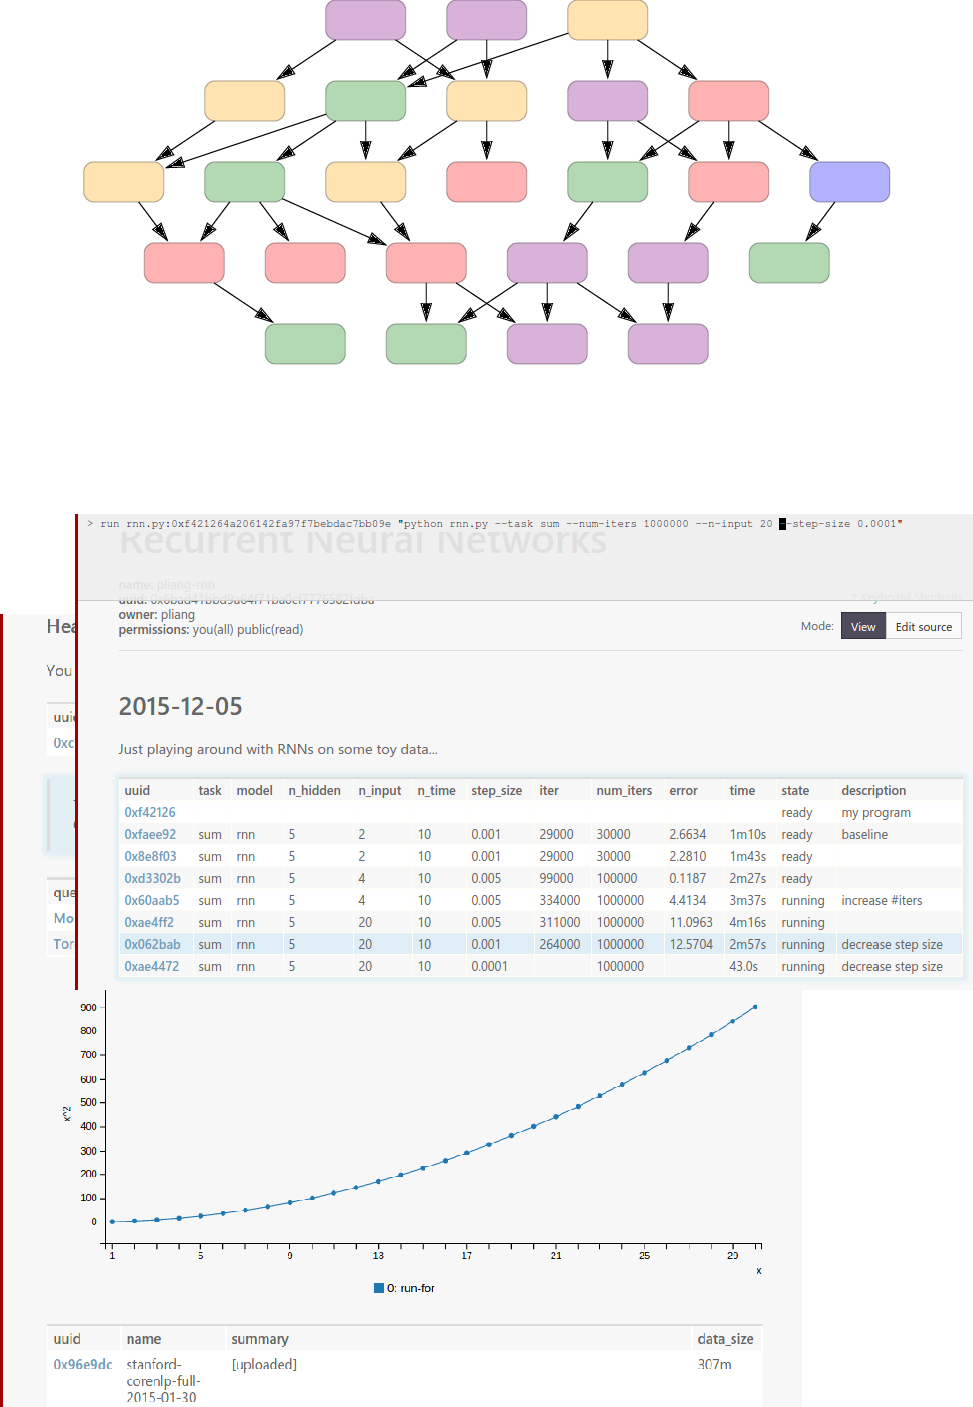 > run rnn.py:0xf421264a206142fa97f7bebdac7bb09e "python rnn.py --task sum --num-iters 1000000 --n-input 20 --step-size 0.0001"
Recurrent Neural Networks
name: pliang-rnn
owner: pliang
permissions: you(all) public(read)
? Keyboard Shortcuts
Mode: View Edit source
Hea
You
uuid
0xc
que
Mo
Tor
2015-12-05
Just playing around with RNNs on some toy data...
uuid task model n_hidden n_input n_time step_size iter num_iters error time state description
0xf42126 ready my program
0xfaee92 sum rnn 5 2 10 0.001 29000 30000 2.6634 1m10s ready baseline
0x8e8f03 sum rnn 5 2 10 0.001 29000 30000 2.2810 1m43s ready
0xd3302b sum rnn 5 4 10 0.005 99000 100000 0.1187 2m27s ready
0x60aab5 sum rnn 5 4 10 0.005 334000 1000000 4.4134 3m37s running increase #iters
0xae4ff2 sum rnn 5 20 10 0.005 311000 1000000 11.0963 4m16s running
0x062bab sum rnn 5 20 10 0.001 264000 1000000 12.5704 2m57s running decrease step size
0xae4472 sum rnn 5 20 10 0.0001 1000000 43.0s running decrease step size
900
800
700
600
500
400
300
200
100
0
x^2
1 5 9 13 17 21 25 29
x
0: run-for
uuid name summary data_size
0x96e9dc stanford- [uploaded] 307m
corenlp-full-
2015-01-30